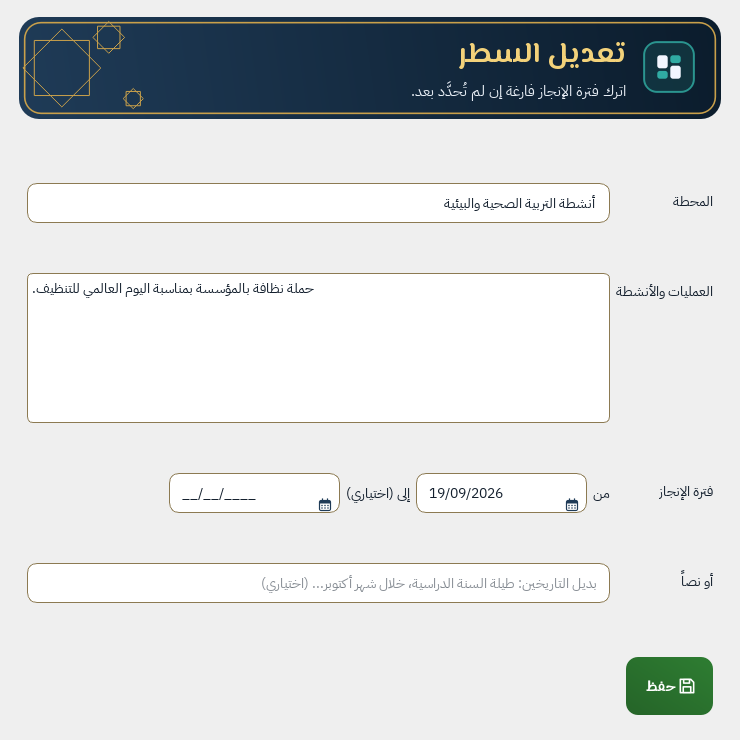 تعديل السطر
اترك فترة الإنجاز فارغة إن لم تُحدَّد بعد.
المحطة
أنشطة التربية الصحية والبيئية
العمليات والأنشطة
حملة نظافة بالمؤسسة بمناسبة اليوم العالمي للتنظيف.
فترة الإنجاز
من 19/09/2026 إلى (اختياري) __/__/____
أو نصاً
بديل التاريخين: طيلة السنة الدراسية، خلال شهر أكتوبر... (اختياري)
حفظ